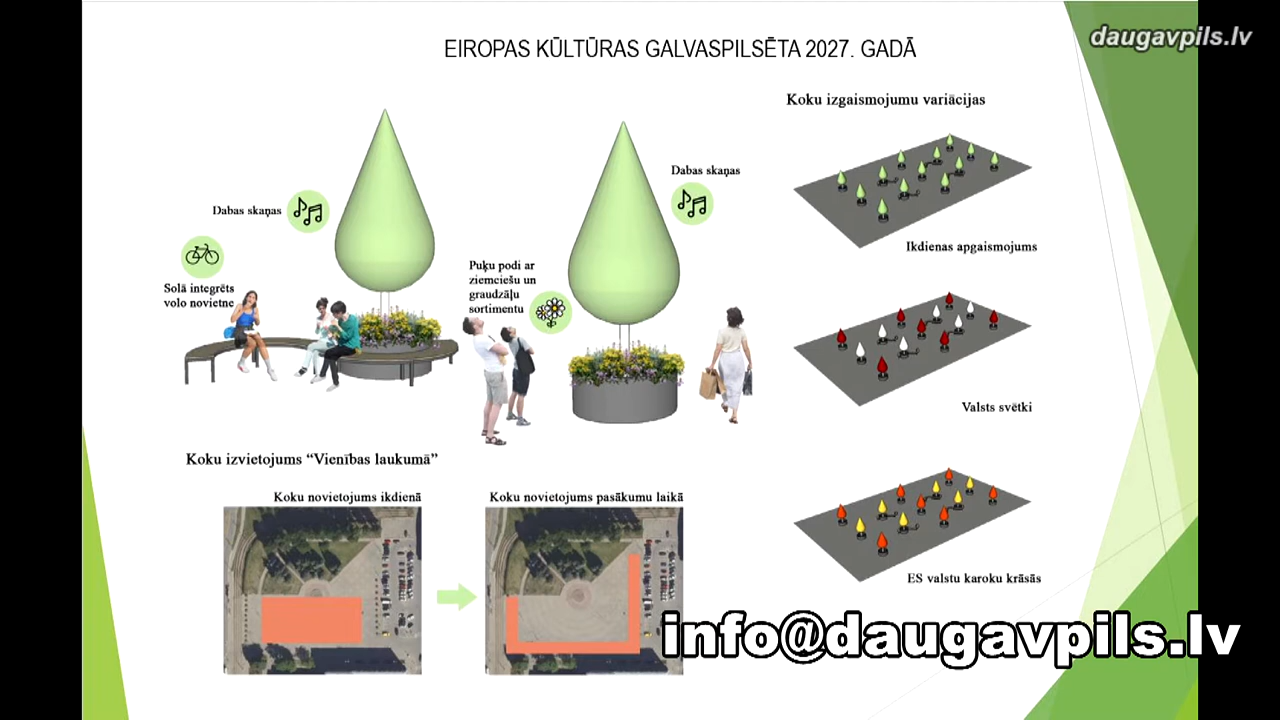 EIROPAS KŪLTŪRAS GALVASPILSĒTA 2027. GADĀ
daugavpils.lv
Koku izgaismojumu variācijas
Dabas skaņas
Dabas skaņas
Puķu podi ar
ziemciešu un
graudzāļu
sortimentu
Solā integrēts
volo novietne
Ikdienas apgaismojums
Valsts svētki
Koku izvietojums “Vienības laukumā”
Koku novietojums ikdienā
Koku novietojums pasākumu laikā
ES valstu karoku krāsās
info@daugavpils.lv